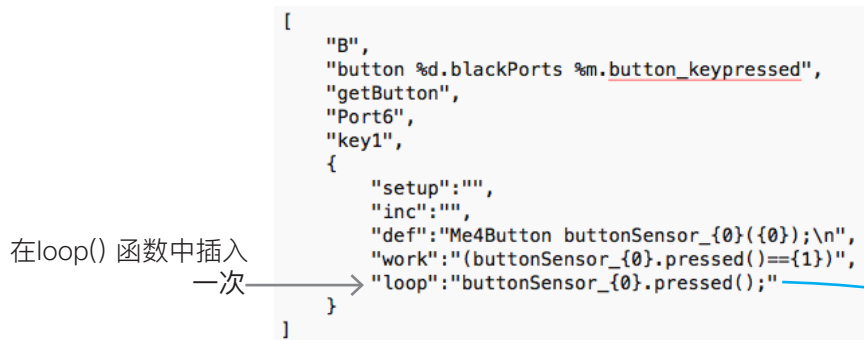 [
"B",
"button %d.blackPorts %m.button_keypressed",
"getButton",
"Port6",
"key1",
{
"setup":"",
"inc":"",
"def":"Me4Button buttonSensor_{0}({0});\n",
"work":"(buttonSensor_{0}.pressed()=={1})",
"loop":"buttonSensor_{0}.pressed();"
}
]
在loop() 函数中插入
一次